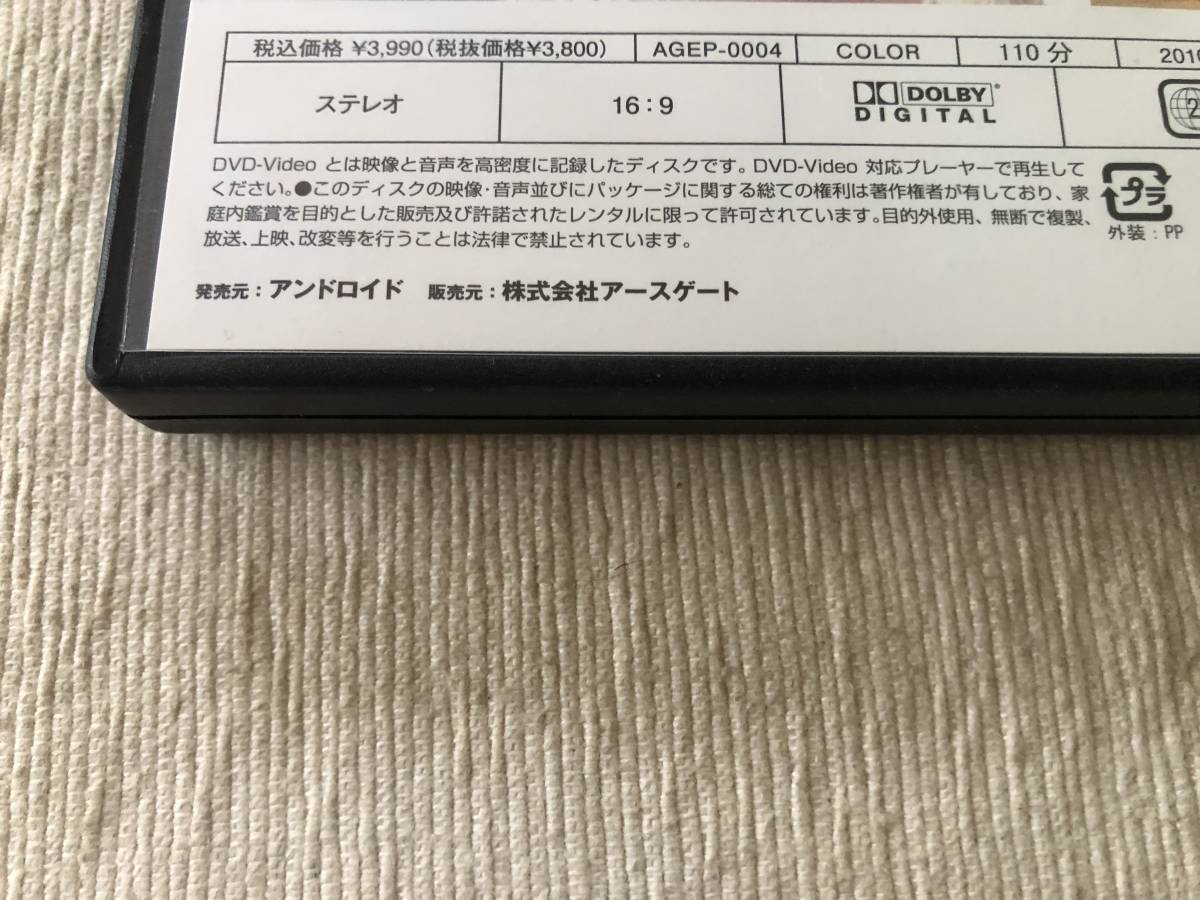 税込価格 ¥3,990(税抜価格¥3,800) AGEP-0004 COLOR 110 分
ステレオ 16:9 DOLBY DIGITAL 2
DVD-Video とは映像と音声を高密度に記録したディスクです。DVD-Video 対応プレーヤーで再生して
ください。●このディスクの映像・音声並びにパッケージに関する総ての権利は著作権者が有しており、家
庭内鑑賞を目的とした販売及び許諾されたレンタルに限って許可されています。目的外使用、無断で複製、
放送、上映、改変等を行うことは法律で禁止されています。
プラ
外装:PP
発売元:アンドロイド 販売元:株式会社アースゲート